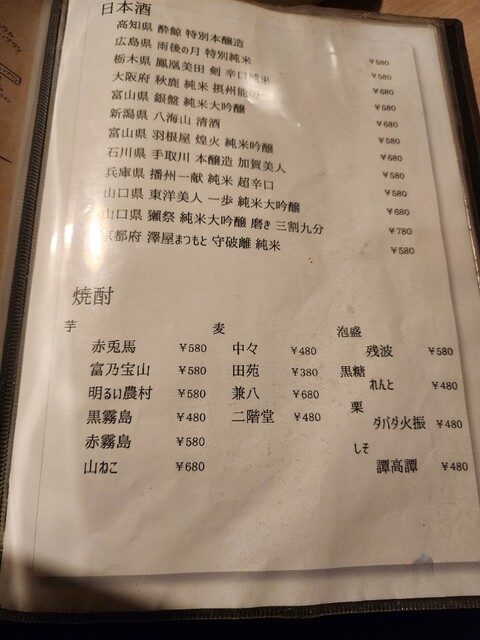 日本酒
高知県 酔鯨 特別本醸造 ¥580
広島県 雨後の月 特別純米 ¥580
栃木県 鳳凰美田 剣 辛口純米 ¥680
大阪府 秋鹿 純米 摂州能勢 ¥580
富山県 銀盤 純米大吟醸 ¥680
新潟県 八海山 清酒 ¥580
富山県 羽根屋 煌火 純米吟醸 ¥680
石川県 手取川 本醸造 加賀美人 ¥580
兵庫県 播州一献 純米 超辛口 ¥580
山口県 東洋美人 一歩 純米大吟醸 ¥680
山口県 獺祭 純米大吟醸 磨き 三割九分 ¥780
京都府 澤屋まつもと 守破離 純米 ¥580
焼酎
芋
赤兎馬 ¥580
富乃宝山 ¥580
明るい農村 ¥580
黒霧島 ¥480
赤霧島 ¥580
山ねこ ¥680
麦
中々 ¥480
田苑 ¥380
兼八 ¥680
二階堂 ¥480
泡盛
残波 ¥580
黒糖
れんと ¥480
栗
ダバダ火振 ¥480
しそ
譚高譚 ¥480